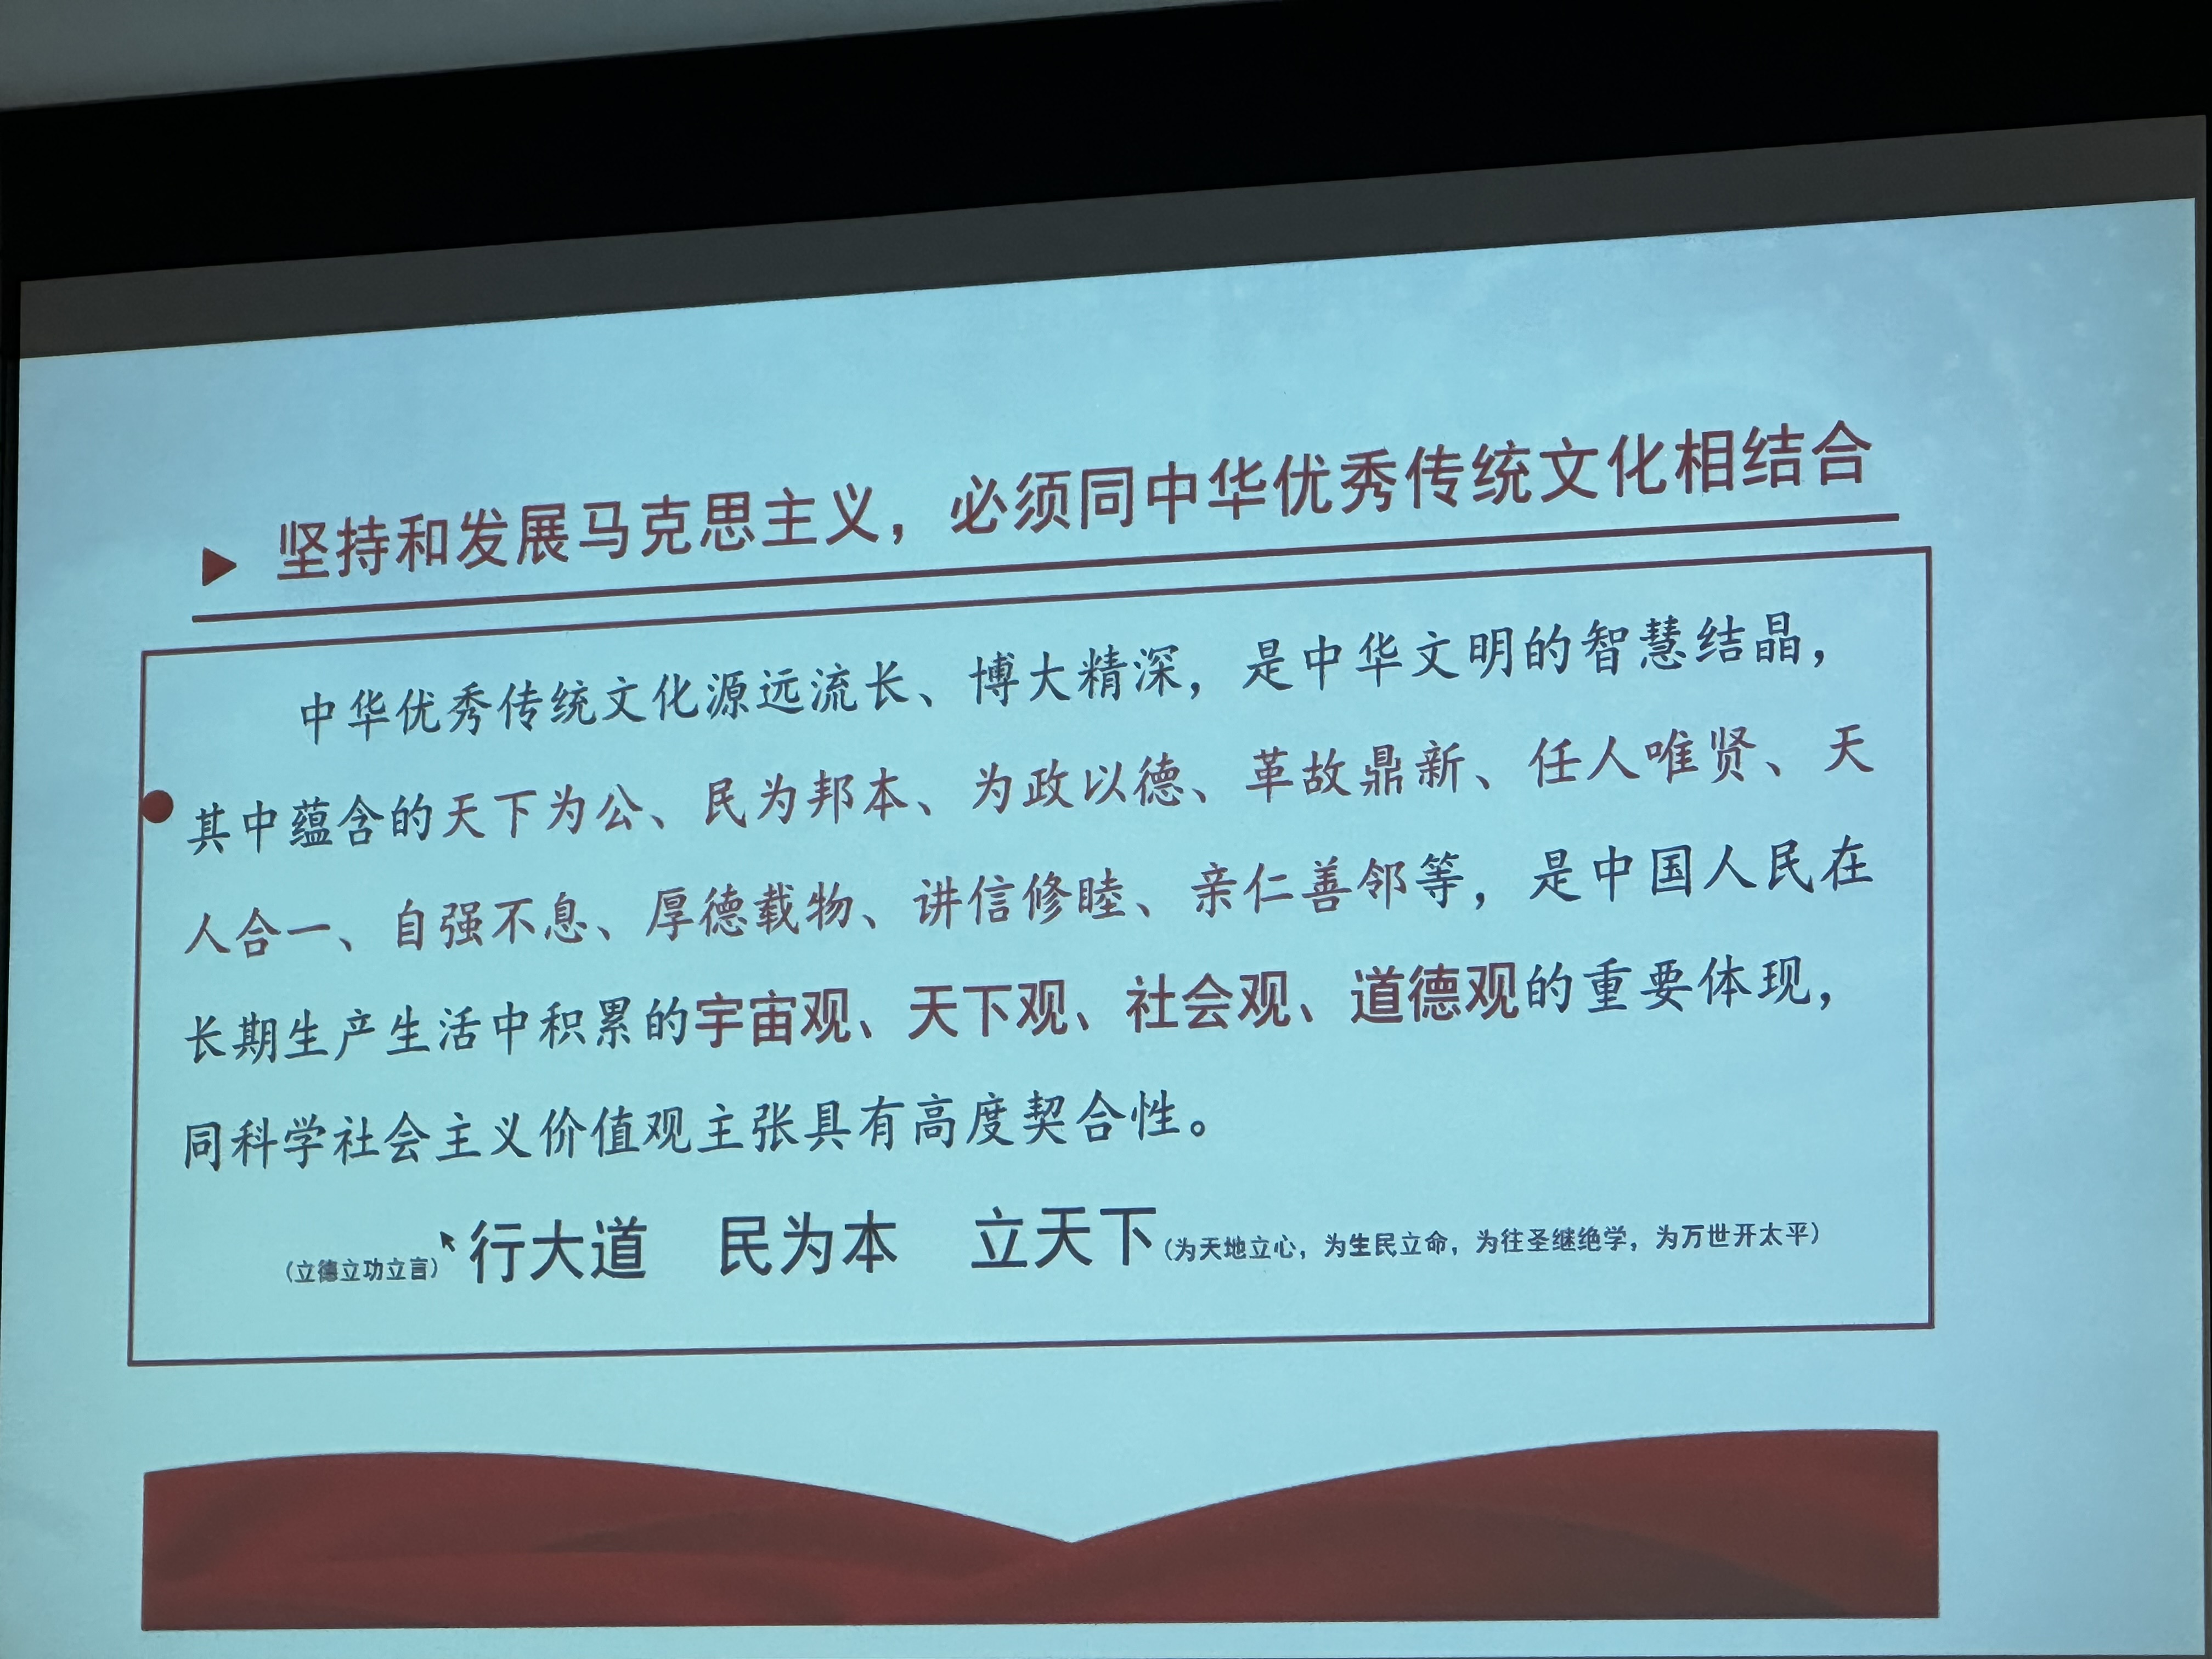 坚持和发展马克思主义，必须同中华优秀传统文化相结合
中华优秀传统文化源远流长、博大精深，是中华文明的智慧结晶，
其中蕴含的天下为公、民为邦本、为政以德、革故鼎新、任人唯贤、天
人合一、自强不息、厚德载物、讲信修睦、亲仁善邻等，是中国人民在
长期生产生活中积累的宇宙观、天下观、社会观、道德观的重要体现，
同科学社会主义价值观主张具有高度契合性。
（立德立功立言）行大道 民为本 立天下（为天地立心，为生民立命，为往圣继绝学，为万世开太平）